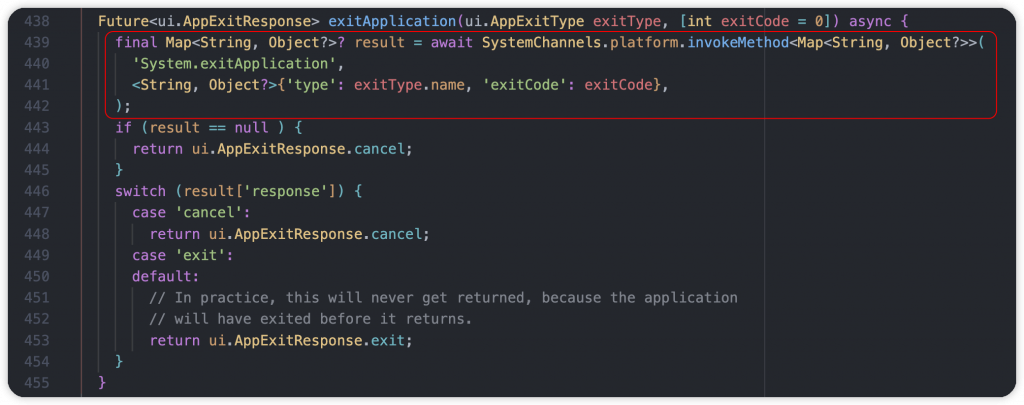 438 Future<ui.AppExitResponse> exitApplication(ui.AppExitType exitType, [int exitCode = 0]) async {
439   final Map<String, Object?>? result = await SystemChannels.platform.invokeMethod<Map<String, Object?>>(
440     'System.exitApplication',
441     <String, Object?>{'type': exitType.name, 'exitCode': exitCode},
442   );
443   if (result == null ) {
444     return ui.AppExitResponse.cancel;
445   }
446   switch (result['response']) {
447     case 'cancel':
448       return ui.AppExitResponse.cancel;
449     case 'exit':
450     default:
451       // In practice, this will never get returned, because the application
452       // will have exited before it returns.
453       return ui.AppExitResponse.exit;
454   }
455 }